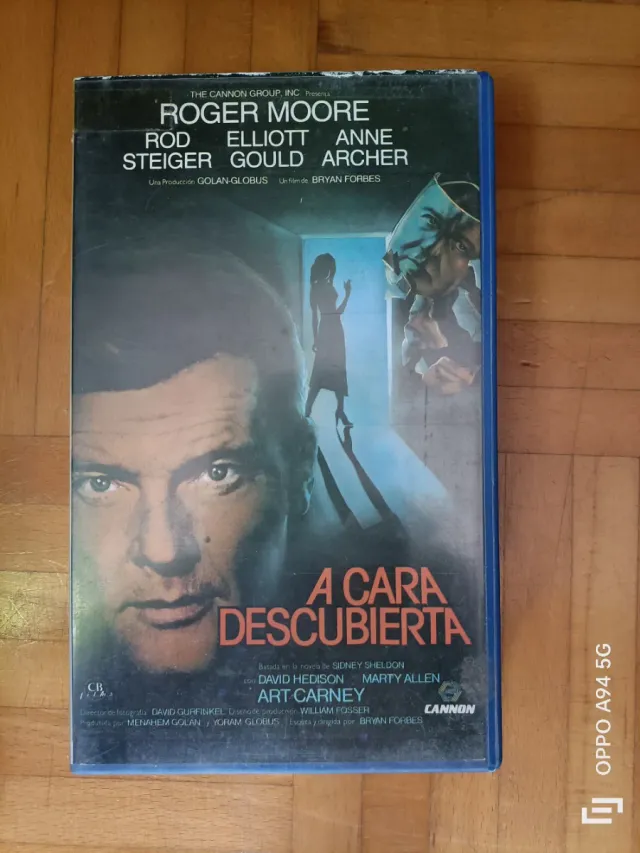 THE CANNON GROUP, INC Presenta
ROGER MOORE
ROD ELLIOTT ANNE
STEIGER GOULD ARCHER
Una Producción GOLAN-GLOBUS Un film de BRYAN FORBES
A CARA
DESCUBIERTA
Basada en la novela de SIDNEY SHELDON
con DAVID HEDISON MARTY ALLEN
ART CARNEY
CB
films
CANNON
Director de fotografía DAVID GURFINKEL Diseño de producción WILLIAM FOSSER
Producida por MENAHEM GOLAN y YORAM GLOBUS Escrita y dirigida por BRYAN FORBES
OPPO A94 5G